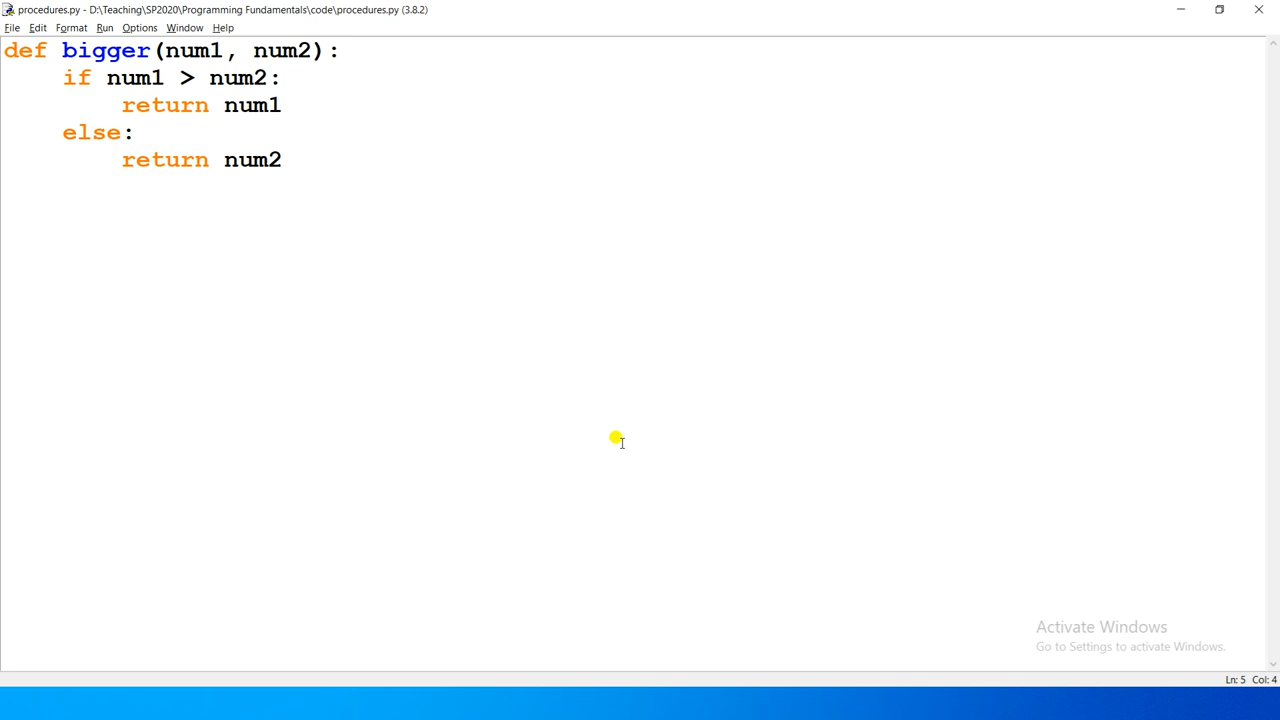 procedures.py - D:\Teaching\SP2020\Programming Fundamentals\code\procedures.py (3.8.2)
File Edit Format Run Options Window Help
def bigger(num1, num2):
    if num1 > num2:
        return num1
    else:
        return num2
Activate Windows
Go to Settings to activate Windows.
Ln: 5 Col: 4